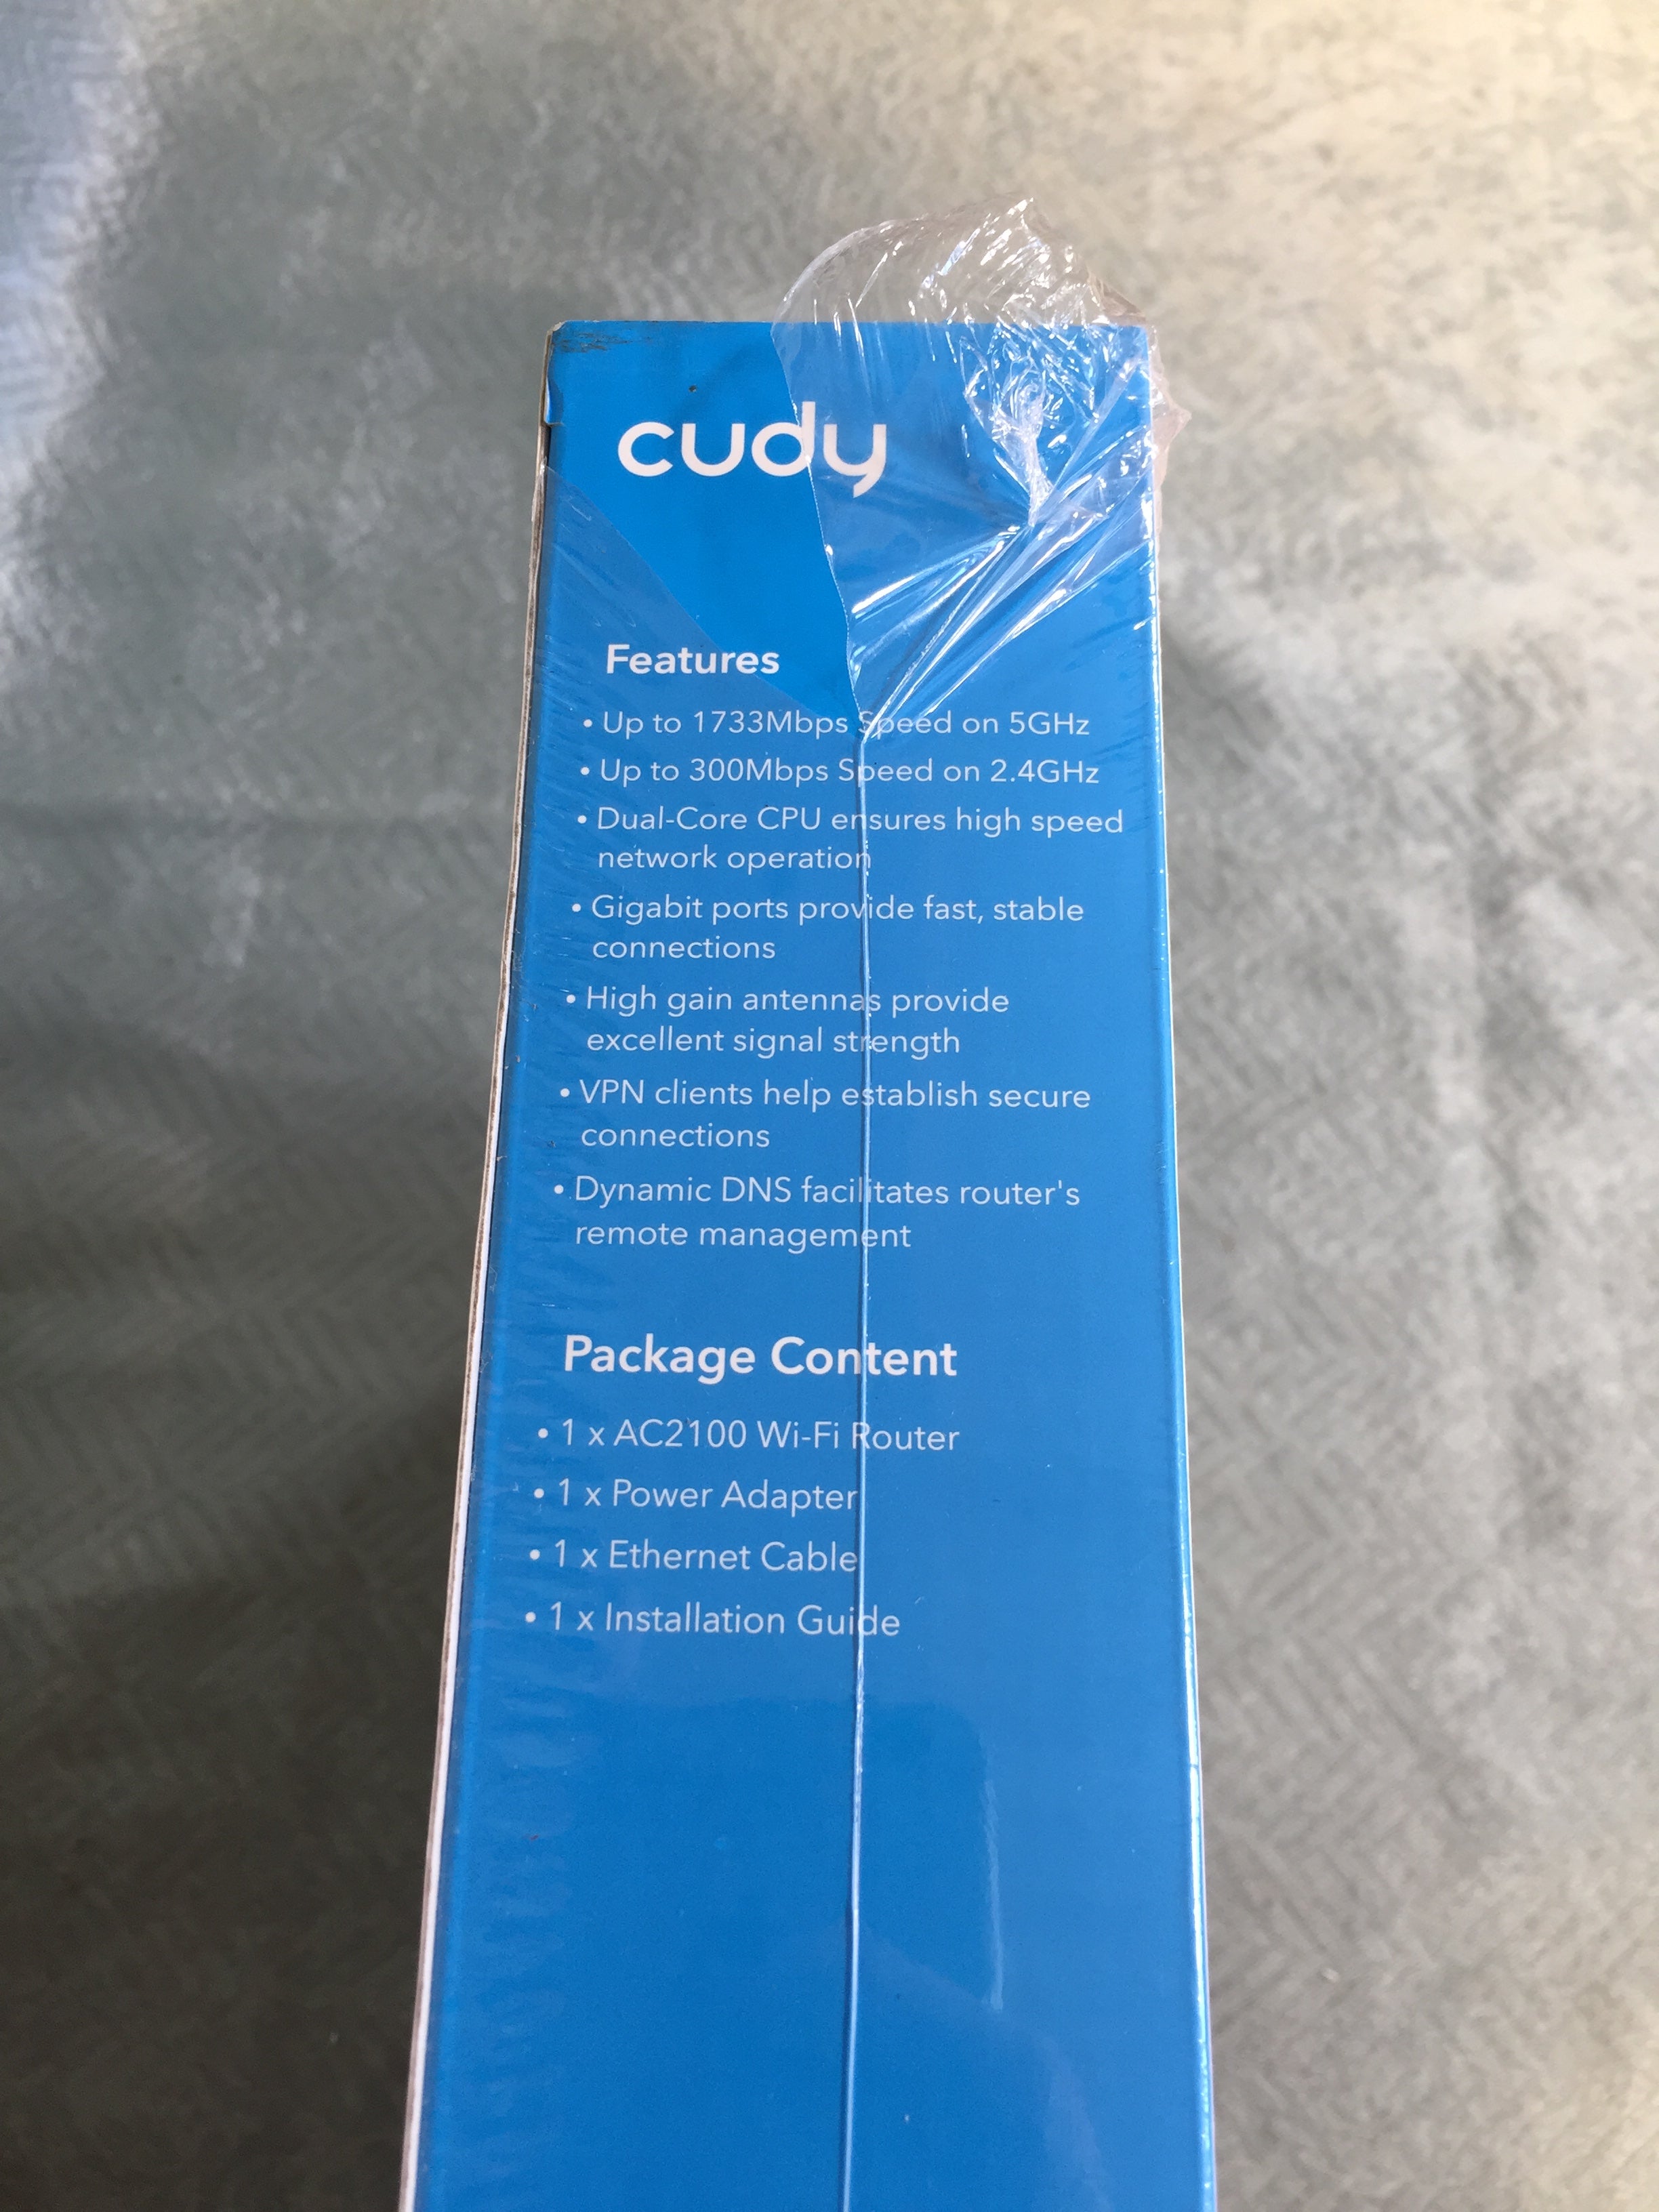 cudy
Features
• Up to 1733Mbps Speed on 5GHz
• Up to 300Mbps Speed on 2.4GHz
• Dual-Core CPU ensures high speed
network operation
• Gigabit ports provide fast, stable
connections
• High gain antennas provide
excellent signal strength
• VPN clients help establish secure
connections
• Dynamic DNS facilitates router's
remote management
Package Content
• 1 x AC2100 Wi-Fi Router
• 1 x Power Adapter
• 1 x Ethernet Cable
• 1 x Installation Guide